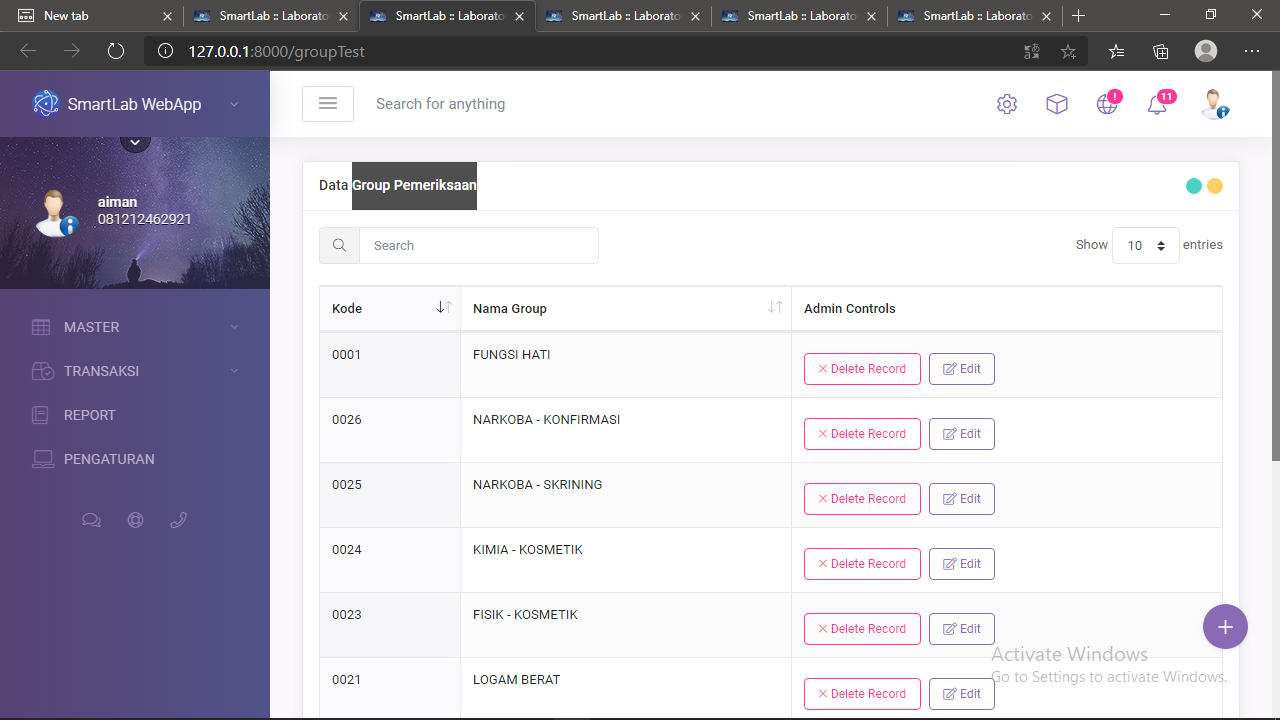 New tab
SmartLab :: Laborato
SmartLab :: Laborato
SmartLab :: Laborato
SmartLab :: Laborato
SmartLab :: Laborato
127.0.0.1:8000/groupTest
SmartLab WebApp
Search for anything
!
11
aiman
081212462921
MASTER
TRANSAKSI
REPORT
PENGATURAN
Data Group Pemeriksaan
Search
Show 10 entries
Kode Nama Group Admin Controls
0001 FUNGSI HATI Delete Record Edit
0026 NARKOBA - KONFIRMASI Delete Record Edit
0025 NARKOBA - SKRINING Delete Record Edit
0024 KIMIA - KOSMETIK Delete Record Edit
0023 FISIK - KOSMETIK Delete Record Edit
0021 LOGAM BERAT Delete Record Edit
Activate Windows
Go to Settings to activate Windows.